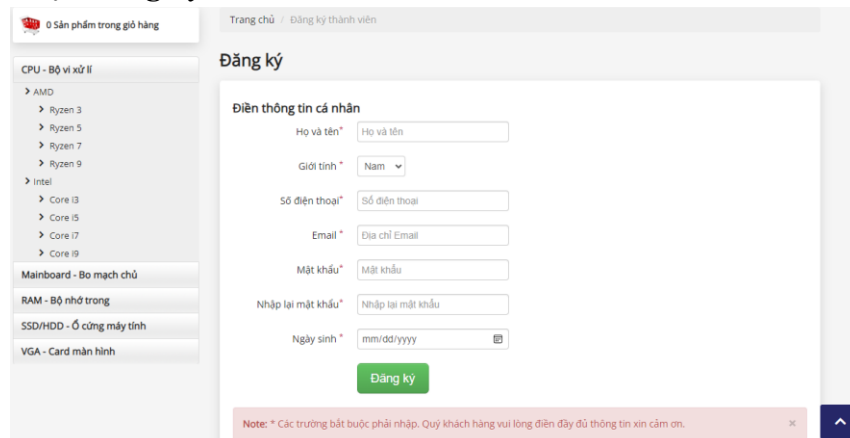 0 Sản phẩm trong giỏ hàng
CPU - Bộ vi xử lí
AMD
Ryzen 3
Ryzen 5
Ryzen 7
Ryzen 9
Intel
Core i3
Core i5
Core i7
Core i9
Mainboard - Bo mạch chủ
RAM - Bộ nhớ trong
SSD/HDD - Ổ cứng máy tính
VGA - Card màn hình
Trang chủ / Đăng ký thành viên
Đăng ký
Điền thông tin cá nhân
Họ và tên* Họ và tên
Giới tính * Nam
Số điện thoại* Số điện thoại
Email * Địa chỉ Email
Mật khẩu* Mật khẩu
Nhập lại mật khẩu* Nhập lại mật khẩu
Ngày sinh * mm/dd/yyyy
Đăng ký
Note: * Các trường bắt buộc phải nhập. Quý khách hàng vui lòng điền đầy đủ thông tin xin cảm ơn. ×